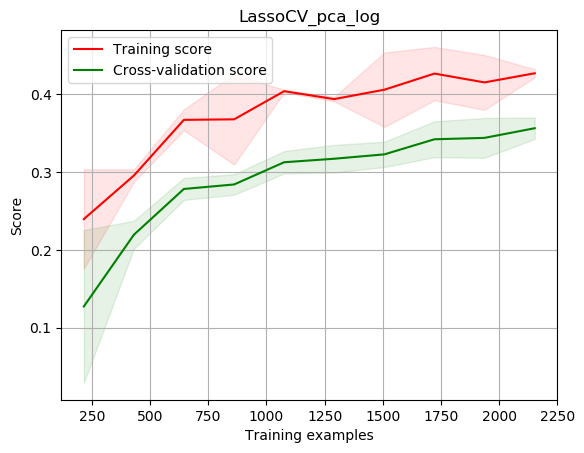 LassoCV_pca_log
Training score
Cross-validation score
0.4
0.3
0.2
0.1
Score
250
500
750
1000
1250
1500
1750
2000
2250
Training examples